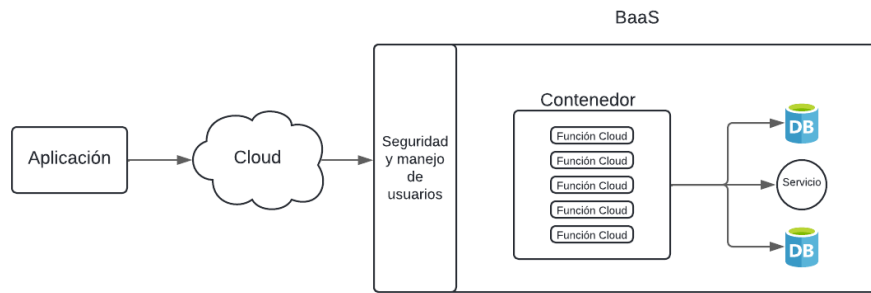 BaaS
Aplicación
Cloud
Seguridad
y manejo
de
usuarios
Contenedor
Función Cloud
Función Cloud
Función Cloud
Función Cloud
Función Cloud
DB
Servicio
DB